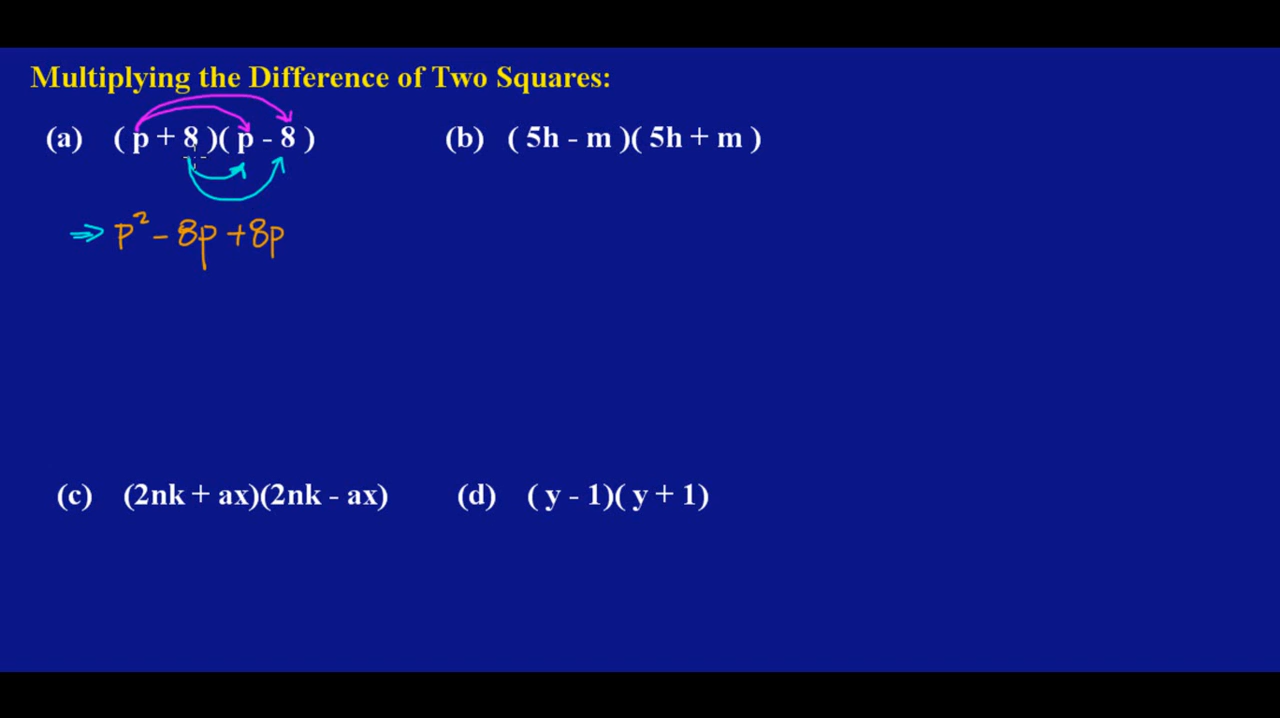 Multiplying the Difference of Two Squares:
(a) ( p + 8 )( p - 8 )
(b) ( 5h - m )( 5h + m )
⇒ p² - 8p + 8p
(c) (2nk + ax)(2nk - ax)
(d) ( y - 1)( y + 1)